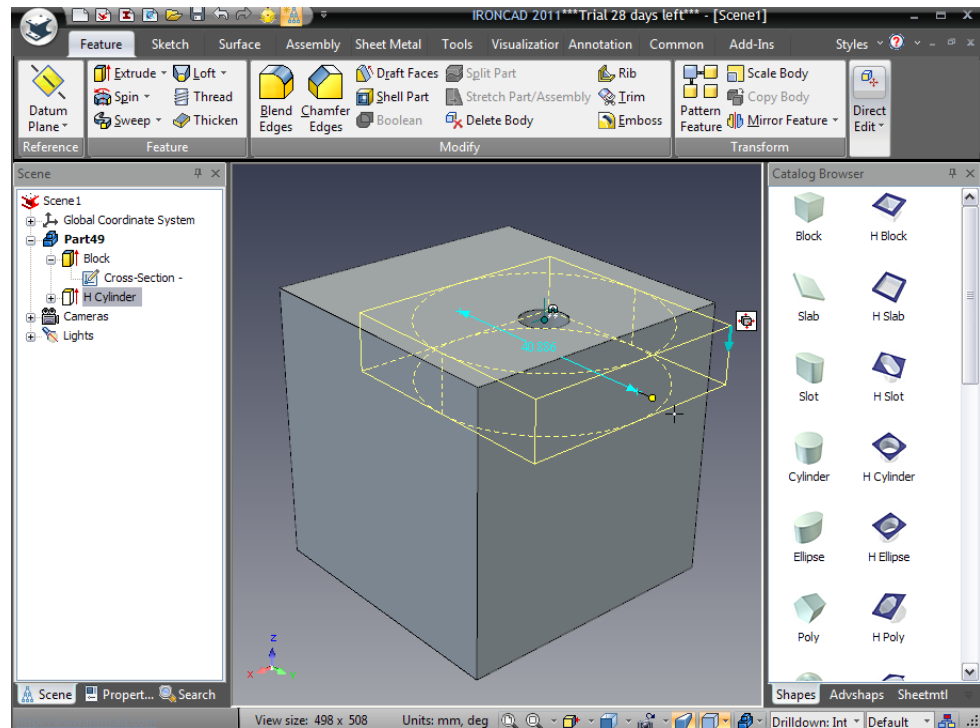 IRONCAD 2011***Trial 28 days left*** - [Scene1]
Feature Sketch Surface Assembly Sheet Metal Tools Visualization Annotation Common Add-Ins Styles
Extrude Loft Draft Faces Split Part Rib Scale Body
Spin Thread Shell Part Stretch Part/Assembly Trim Copy Body
Sweep Thicken Boolean Delete Body Emboss Mirror Feature
Datum Plane
Blend Edges
Chamfer Edges
Pattern Feature
Direct Edit
Reference Feature Modify Transform
Scene
Scene1
Global Coordinate System
Part49
Block
Cross-Section -
H Cylinder
Cameras
Lights
40.886
Z
X
Y
Catalog Browser
Block H Block
Slab H Slab
Slot H Slot
Cylinder H Cylinder
Ellipse H Ellipse
Poly H Poly
Scene Propert... Search
Shapes Advshaps Sheetmtl
View size: 498 x 508 Units: mm, deg Drilldown: Int Default